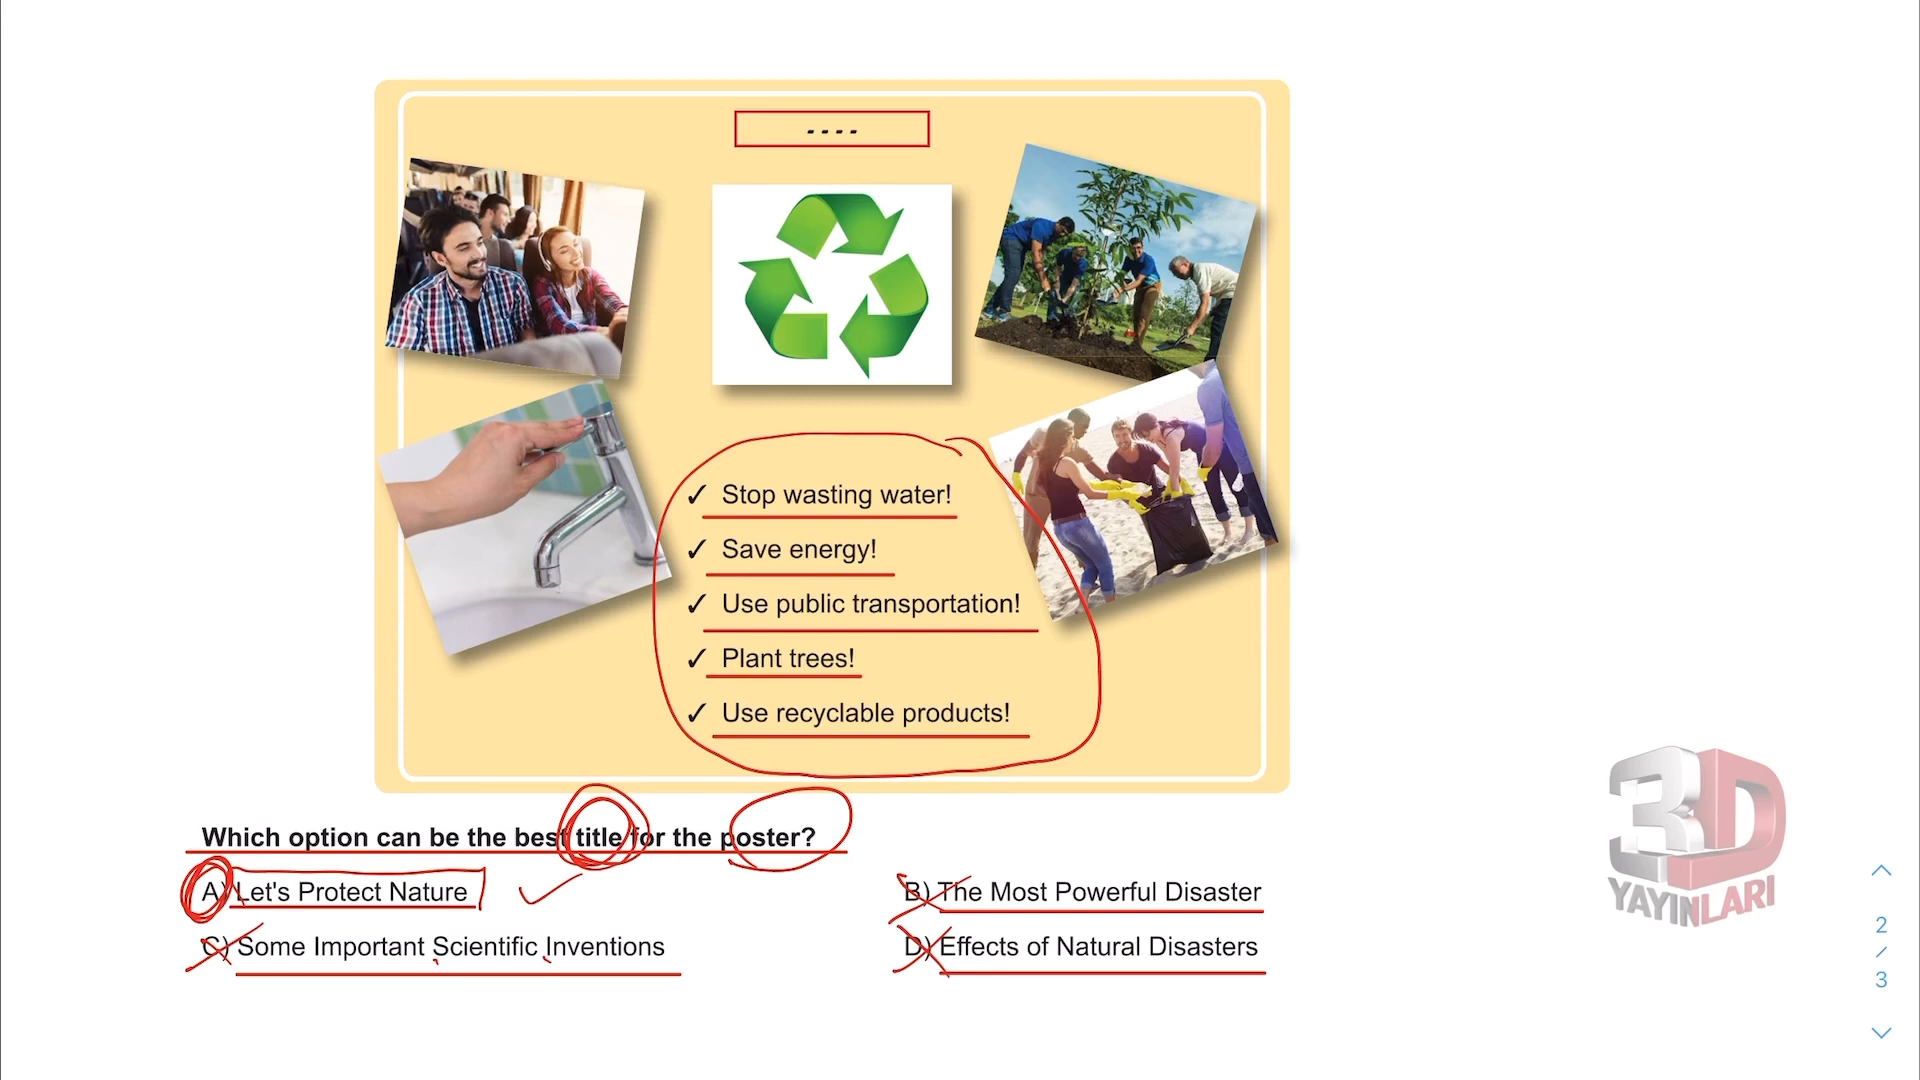 ----
✓ Stop wasting water!
✓ Save energy!
✓ Use public transportation!
✓ Plant trees!
✓ Use recyclable products!
Which option can be the best title for the poster?
A) Let's Protect Nature
B) The Most Powerful Disaster
C) Some Important Scientific Inventions
D) Effects of Natural Disasters
3D
YAYINLARI
2
/
3